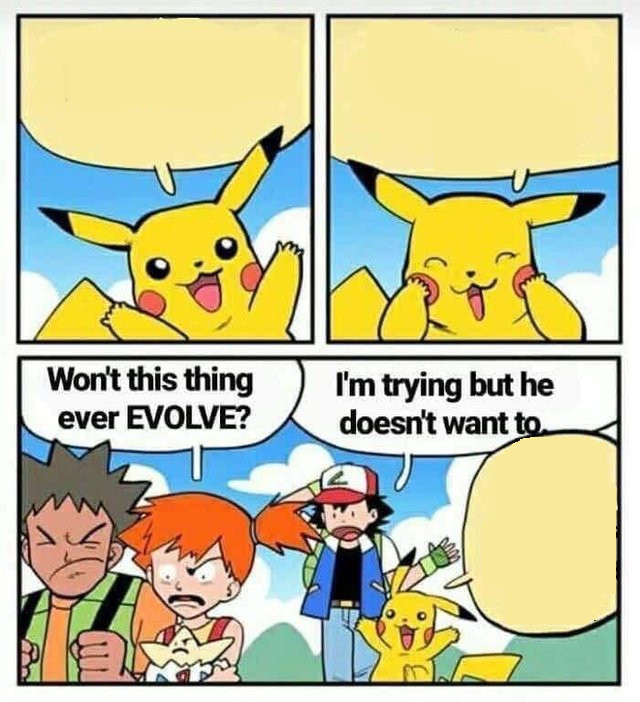 Won't this thing
ever EVOLVE?
I'm trying but he
doesn't want to.